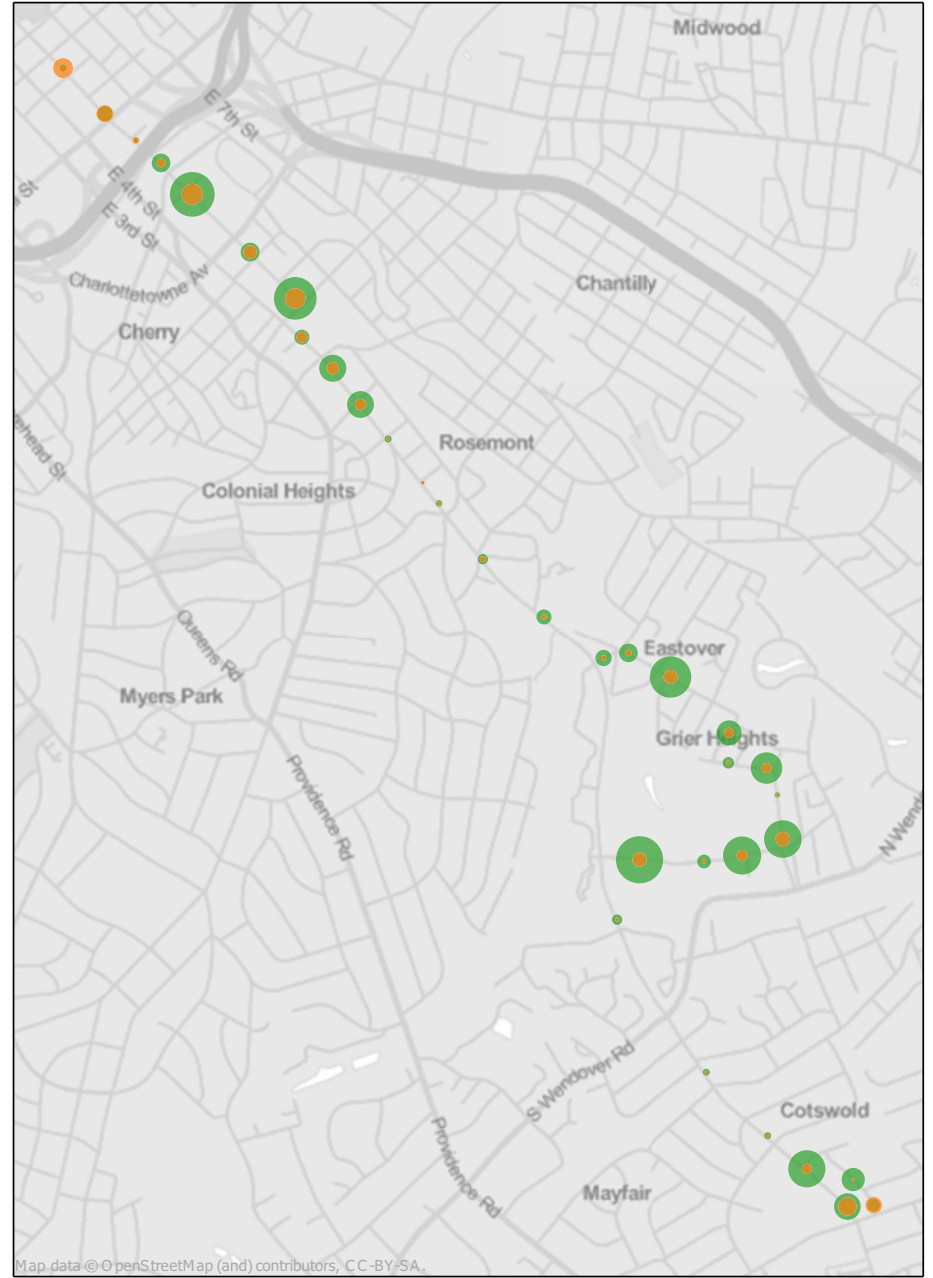 Midwood
E 7th St
St
E 4th St
E 3rd St
Charlottetowne Av
Chantilly
Cherry
Rosemont
ehead St
Colonial Heights
Queens Rd
Eastover
Myers Park
Grier Heights
Providence Rd
N Wend
S Wendover Rd
Cotswold
Providence Rd
Mayfair
Map data © OpenStreetMap (and) contributors, CC-BY-SA.